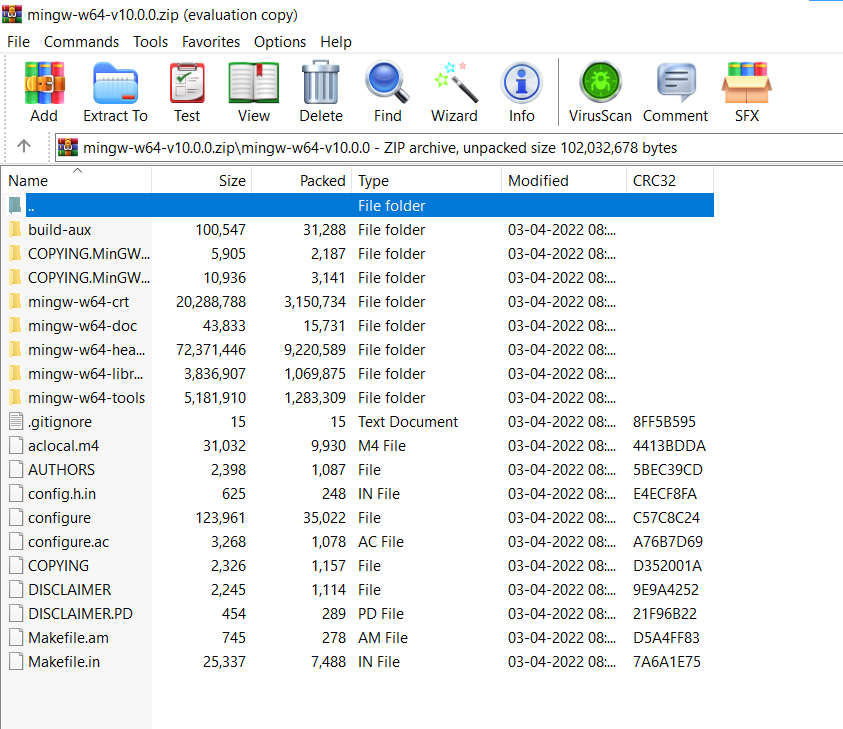 mingw-w64-v10.0.0.zip (evaluation copy)
File Commands Tools Favorites Options Help
Add Extract To Test View Delete Find Wizard Info VirusScan Comment SFX
mingw-w64-v10.0.0.zip\mingw-w64-v10.0.0 - ZIP archive, unpacked size 102,032,678 bytes
Name Size Packed Type Modified CRC32
.. File folder
build-aux 100,547 31,288 File folder 03-04-2022 08:...
COPYING.MinGW... 5,905 2,187 File folder 03-04-2022 08:...
COPYING.MinGW... 10,936 3,141 File folder 03-04-2022 08:...
mingw-w64-crt 20,288,788 3,150,734 File folder 03-04-2022 08:...
mingw-w64-doc 43,833 15,731 File folder 03-04-2022 08:...
mingw-w64-hea... 72,371,446 9,220,589 File folder 03-04-2022 08:...
mingw-w64-libr... 3,836,907 1,069,875 File folder 03-04-2022 08:...
mingw-w64-tools 5,181,910 1,283,309 File folder 03-04-2022 08:...
.gitignore 15 15 Text Document 03-04-2022 08:... 8FF5B595
aclocal.m4 31,032 9,930 M4 File 03-04-2022 08:... 4413BDDA
AUTHORS 2,398 1,087 File 03-04-2022 08:... 5BEC39CD
config.h.in 625 248 IN File 03-04-2022 08:... E4ECF8FA
configure 123,961 35,022 File 03-04-2022 08:... C57C8C24
configure.ac 3,268 1,078 AC File 03-04-2022 08:... A76B7D69
COPYING 2,326 1,157 File 03-04-2022 08:... D352001A
DISCLAIMER 2,245 1,114 File 03-04-2022 08:... 9E9A4252
DISCLAIMER.PD 454 289 PD File 03-04-2022 08:... 21F96B22
Makefile.am 745 278 AM File 03-04-2022 08:... D5A4FF83
Makefile.in 25,337 7,488 IN File 03-04-2022 08:... 7A6A1E75